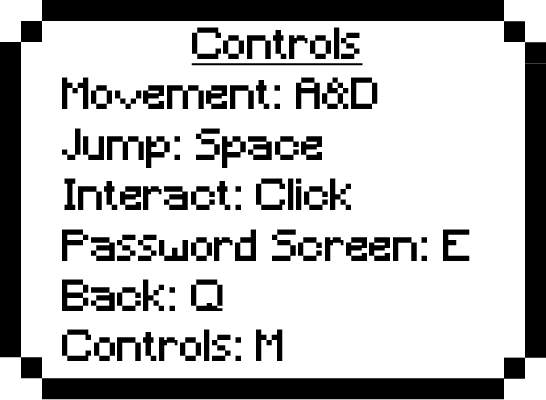 Controls
Movement: A&D
Jump: Space
Interact: Click
Password Screen: E
Back: Q
Controls: M